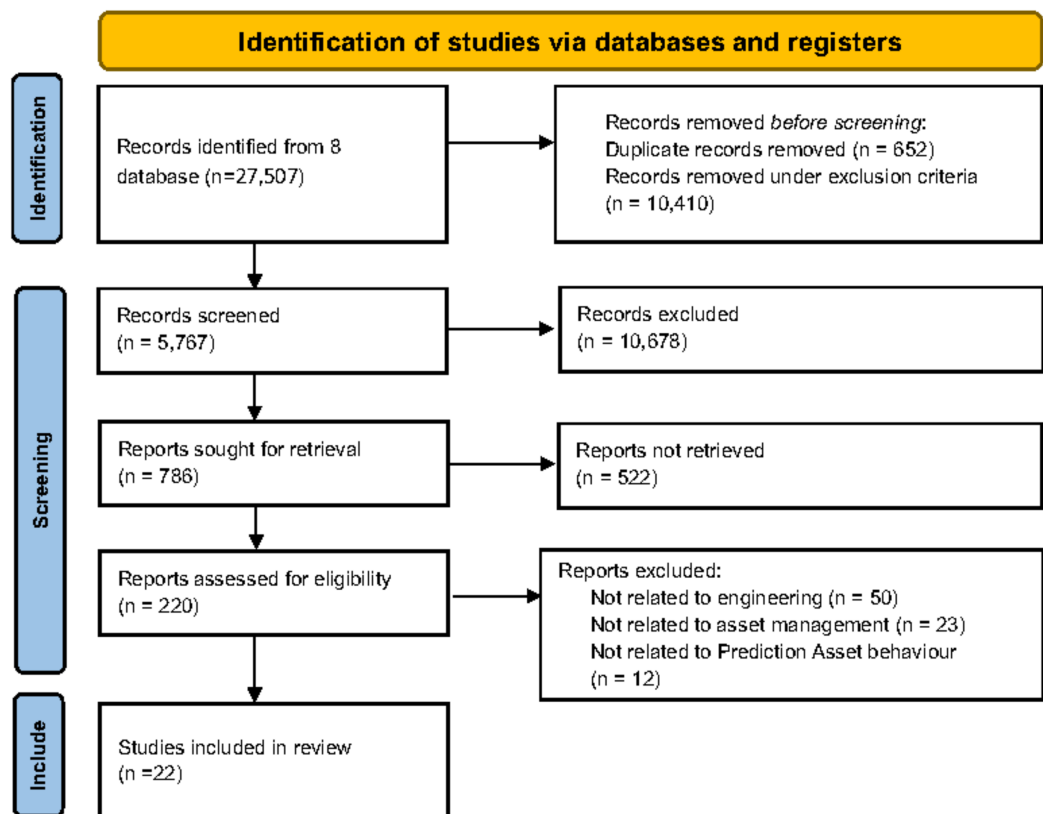 Identification of studies via databases and registers
Identification
Records identified from 8
database (n=27,507)
Records removed before screening:
Duplicate records removed (n = 652)
Records removed under exclusion criteria
(n = 10,410)
Screening
Records screened
(n = 5,767)
Records excluded
(n = 10,678)
Reports sought for retrieval
(n = 786)
Reports not retrieved
(n = 522)
Reports assessed for eligibility
(n = 220)
Reports excluded:
Not related to engineering (n = 50)
Not related to asset management (n = 23)
Not related to Prediction Asset behaviour
(n = 12)
Include
Studies included in review
(n =22)